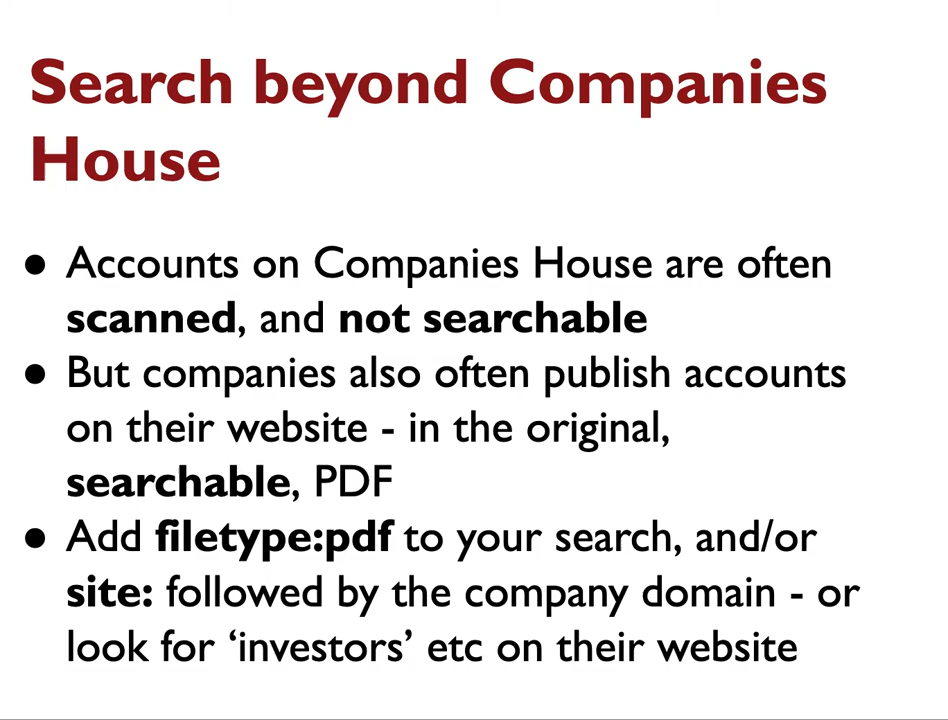 Search beyond Companies
House
● Accounts on Companies House are often
scanned, and not searchable
● But companies also often publish accounts
on their website - in the original,
searchable, PDF
● Add filetype:pdf to your search, and/or
site: followed by the company domain - or
look for ‘investors’ etc on their website